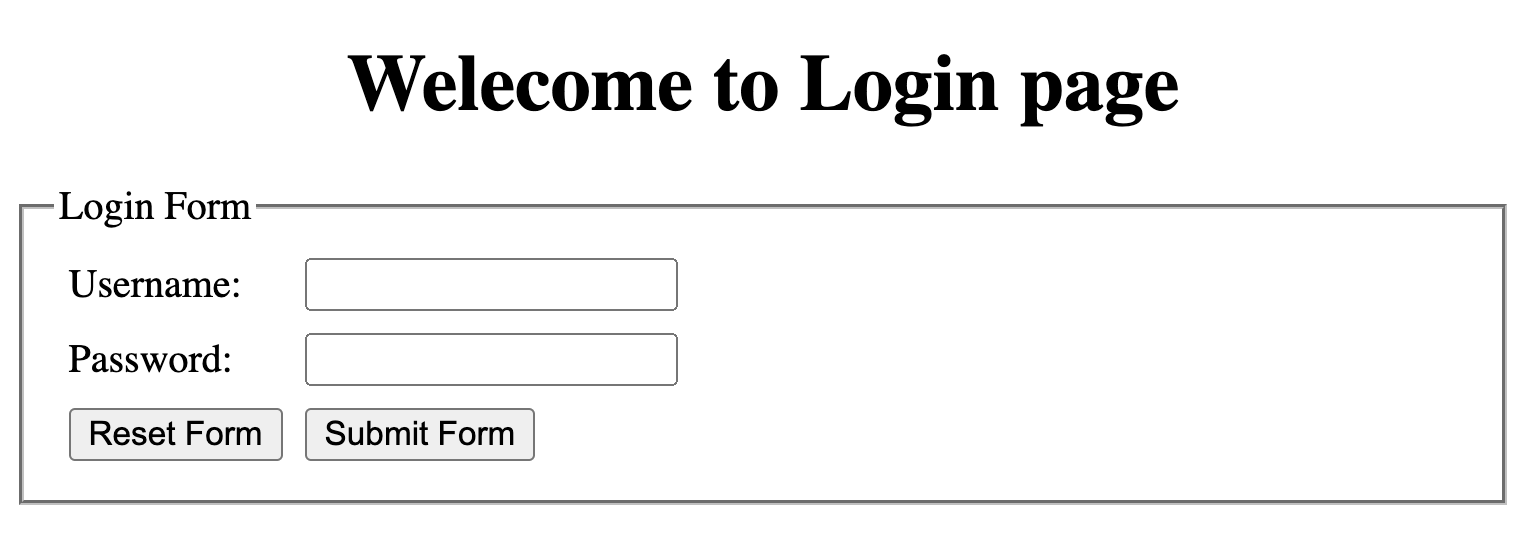 Welecome to Login page
Login Form
Username:
Password:
Reset Form Submit Form